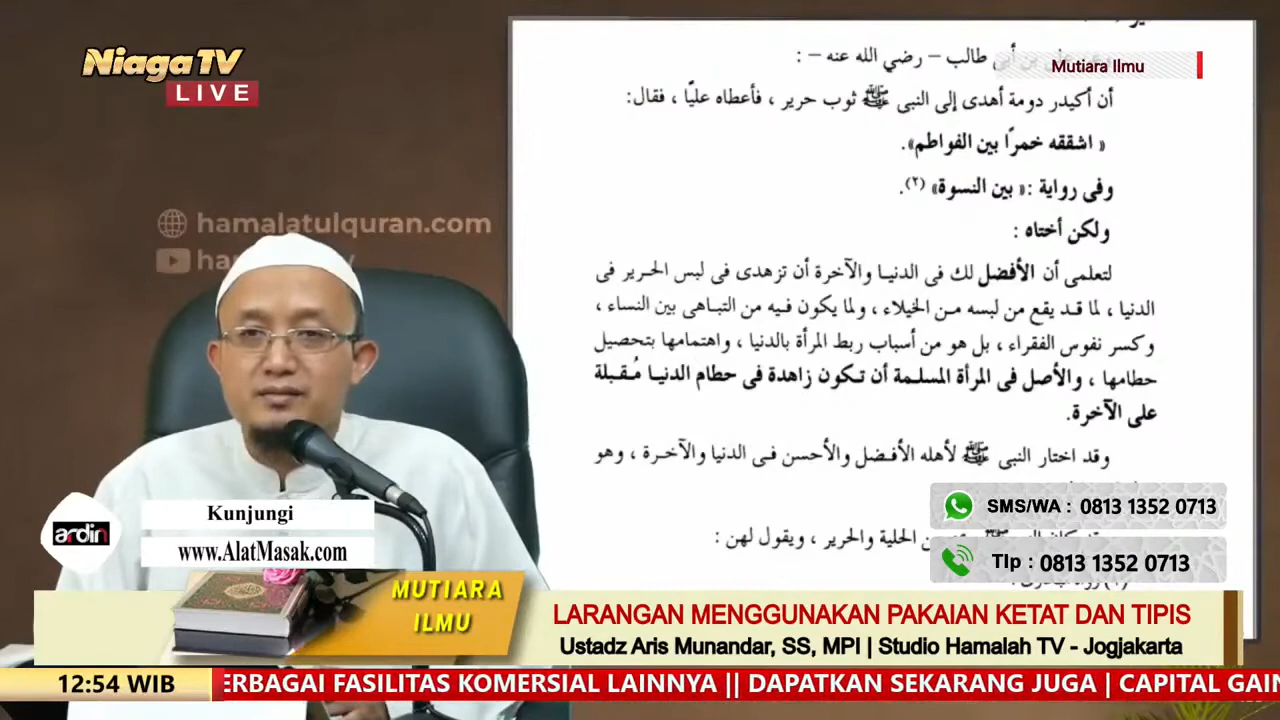 Niaga TV
LIVE
hamalatulquran.com
Mutiara Ilmu
طالب – رضي الله عنه – :
أن أكيدر دومة أهدى إلى النبى ﷺ ثوب حرير ، فأعطاه عليًا ، فقال:
« اشققه خمرًا بين الفواطم».
وفى رواية :« بين النسوة» (٢).
ولكن أختاه :
لتعلمى أن الأفضل لك فى الدنيا والآخرة أن تزهدى فى لبس الحرير فى
الدنيا ، لما قد يقع من لبسه من الخيلاء ، ولما يكون فيه من التباهى بين النساء ،
وكسر نفوس الفقراء ، بل هو من أسباب ربط المرأة بالدنيا ، واهتمامها بتحصيل
حطامها ، والأصل فى المرأة المسلمة أن تكون زاهدة فى حطام الدنيا مُقبلة
على الآخرة.
وقد اختار النبى ﷺ لأهله الأفضل والأحسن فى الدنيا والآخرة ، وهو
الحلية والحرير ، ويقول لهن :
SMS/WA : 0813 1352 0713
Tlp : 0813 1352 0713
Kunjungi
ardin
www.AlatMasak.com
MUTIARA
ILMU
LARANGAN MENGGUNAKAN PAKAIAN KETAT DAN TIPIS
Ustadz Aris Munandar, SS, MPI | Studio Hamalah TV - Jogjakarta
12:54 WIB
ERBAGAI FASILITAS KOMERSIAL LAINNYA || DAPATKAN SEKARANG JUGA | CAPITAL GAIN